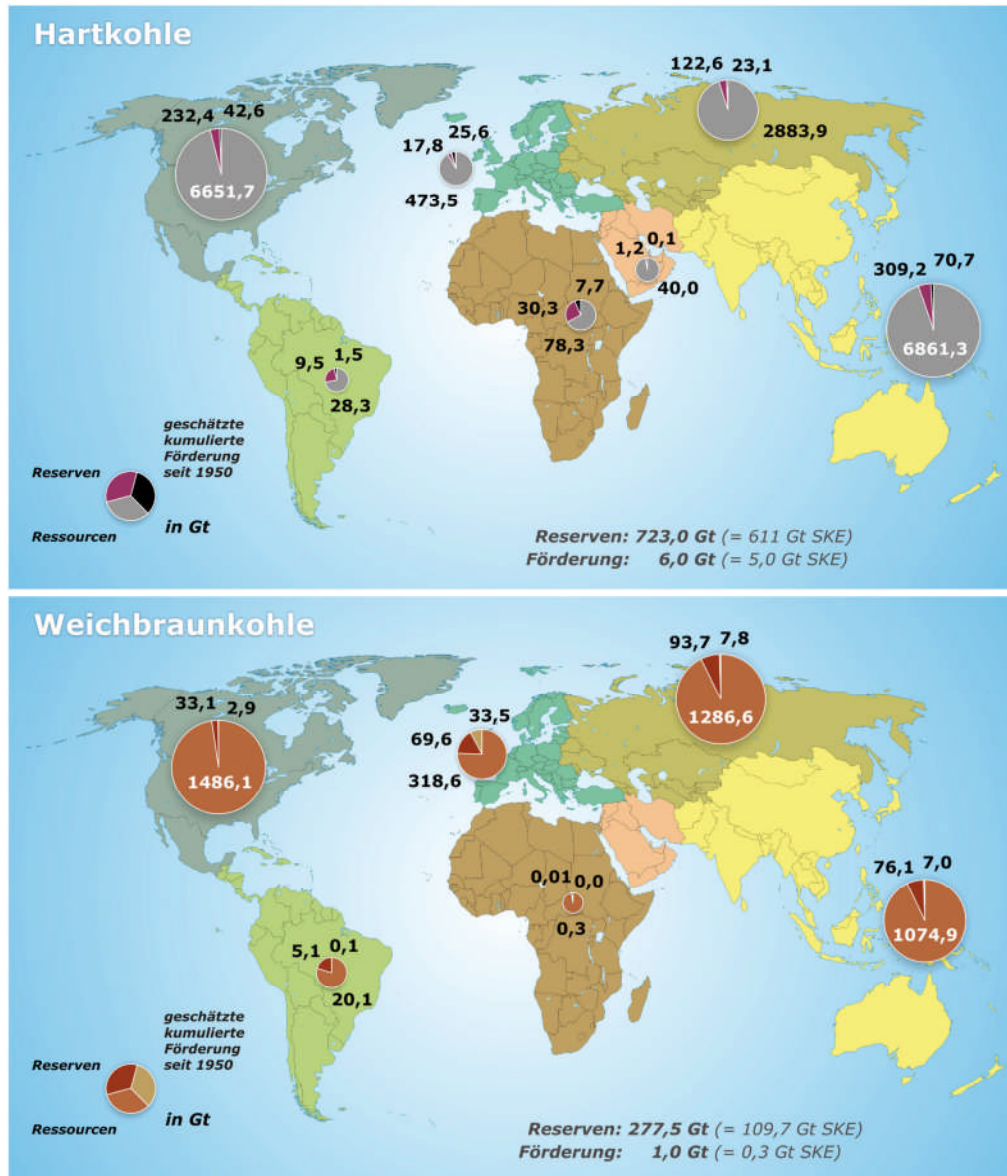 Hartkohle
122,6 23,1
2883,9
232,4 42,6
6651,7
25,6
17,8
473,5
1,2 0,1
40,0
309,2 70,7
6861,3
7,7
30,3
78,3
9,5 1,5
28,3
geschätzte
kumulierte
Förderung
seit 1950
Reserven
Ressourcen
in Gt
Reserven: 723,0 Gt (= 611 Gt SKE)
Förderung: 6,0 Gt (= 5,0 Gt SKE)
Weichbraunkohle
93,7 7,8
1286,6
33,1 2,9
1486,1
33,5
69,6
318,6
76,1 7,0
1074,9
0,01 0,0
0,3
5,1 0,1
20,1
geschätzte
kumulierte
Förderung
seit 1950
Reserven
Ressourcen
in Gt
Reserven: 277,5 Gt (= 109,7 Gt SKE)
Förderung: 1,0 Gt (= 0,3 Gt SKE)